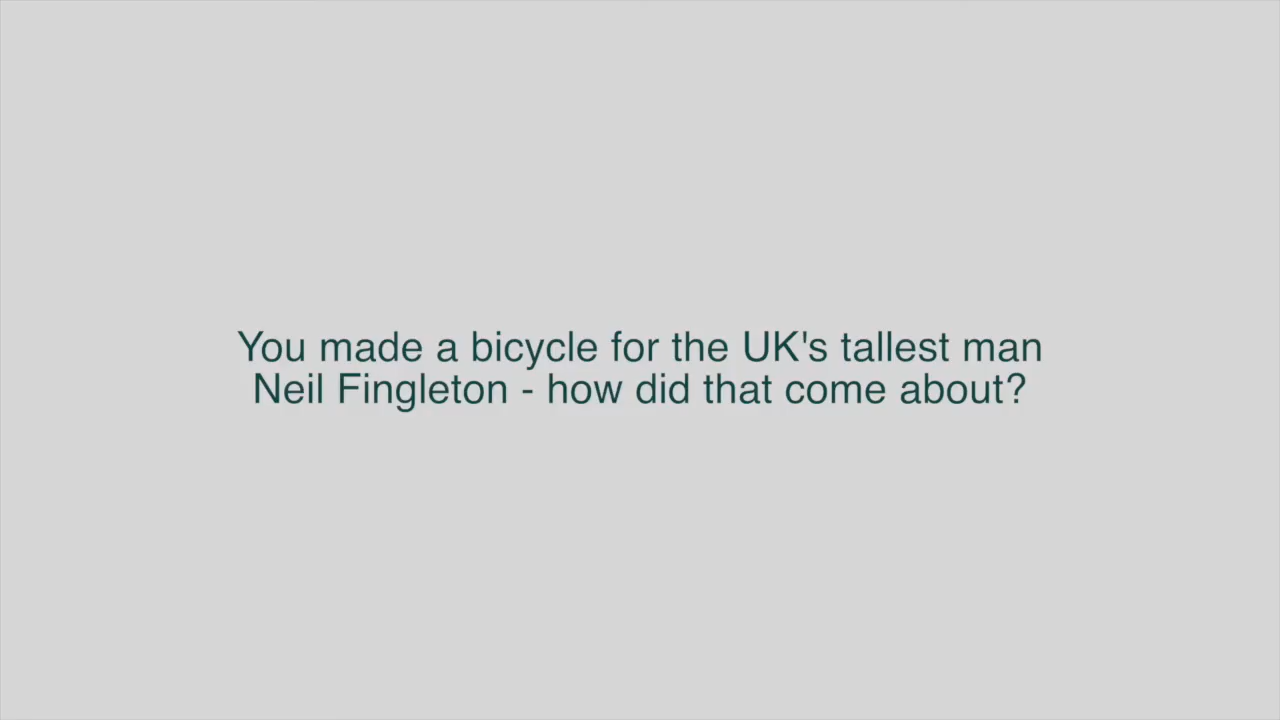 You made a bicycle for the UK's tallest man
Neil Fingleton - how did that come about?